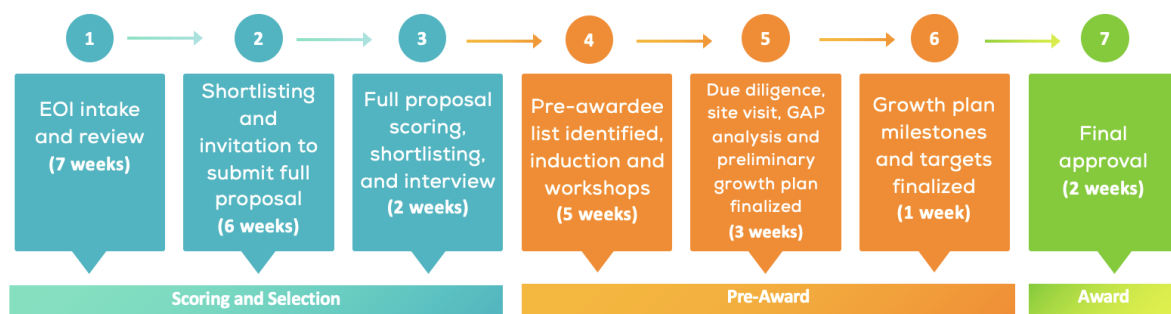 1
2
3
4
5
6
7
EOI intake
and review
(7 weeks)
Shortlisting
and
invitation to
submit full
proposal
(6 weeks)
Full proposal
scoring,
shortlisting,
and interview
(2 weeks)
Pre-awardee
list identified,
induction and
workshops
(5 weeks)
Due diligence,
site visit, GAP
analysis and
preliminary
growth plan
finalized
(3 weeks)
Growth plan
milestones
and targets
finalized
(1 week)
Final
approval
(2 weeks)
Scoring and Selection
Pre-Award
Award